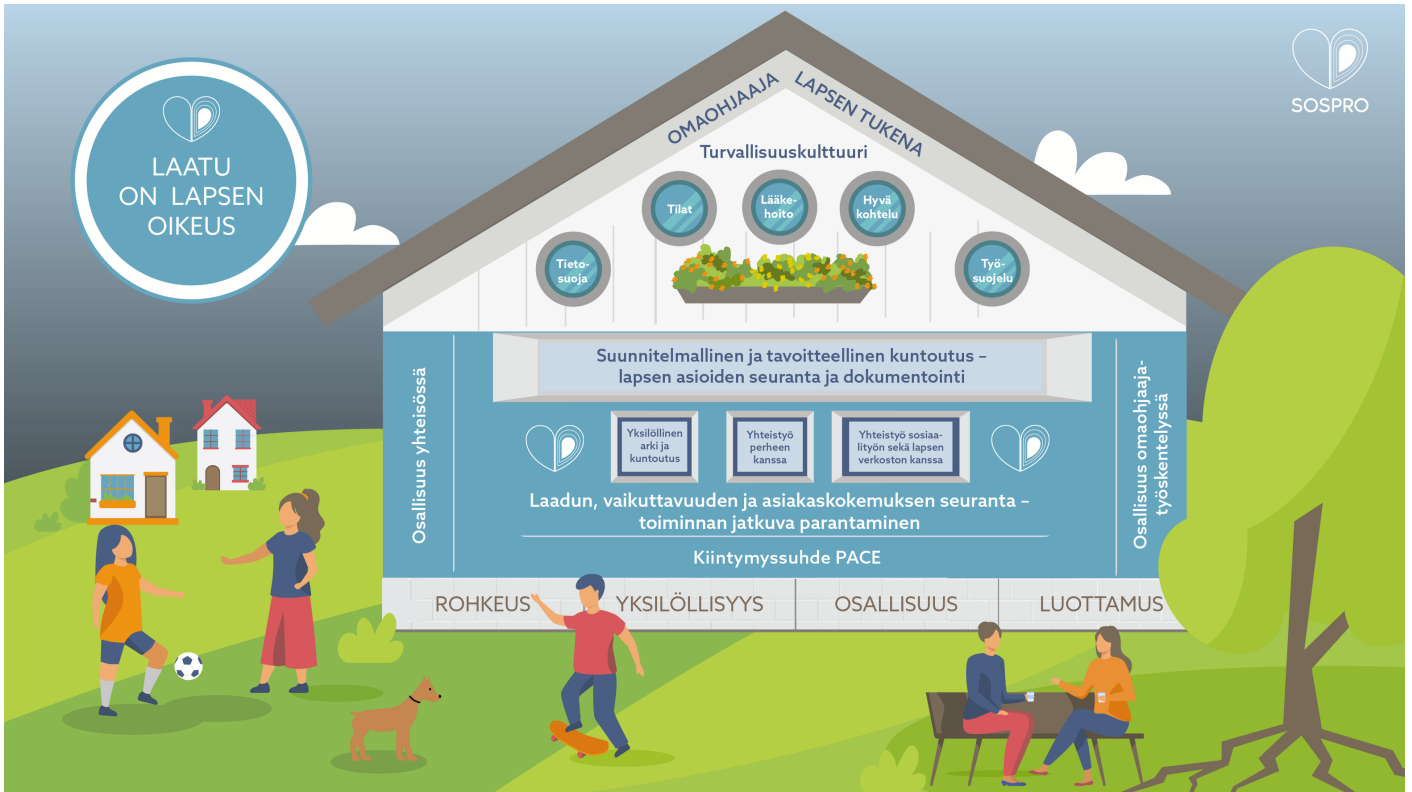 LAATU
ON LAPSEN
OIKEUS
SOSPRO
OMAOHJAAJA
LAPSEN TUKENA
Turvallisuuskulttuuri
Tieto-
suoja
Tilat
Lääke-
hoito
Hyvä
kohtelu
Työ-
suojelu
Osallisuus yhteisössä
Suunnitelmallinen ja tavoitteellinen kuntoutus –
lapsen asioiden seuranta ja dokumentointi
Yksilöllinen
arki ja
kuntoutus
Yhteistyö
perheen
kanssa
Yhteistyö sosiaa-
lityön sekä lapsen
verkoston kanssa
Laadun, vaikuttavuuden ja asiakaskokemuksen seuranta –
toiminnan jatkuva parantaminen
Kiintymyssuhde PACE
Osallisuus omaohjaaja-
työskentelyssä
ROHKEUS
YKSILÖLLISYYS
OSALLISUUS
LUOTTAMUS